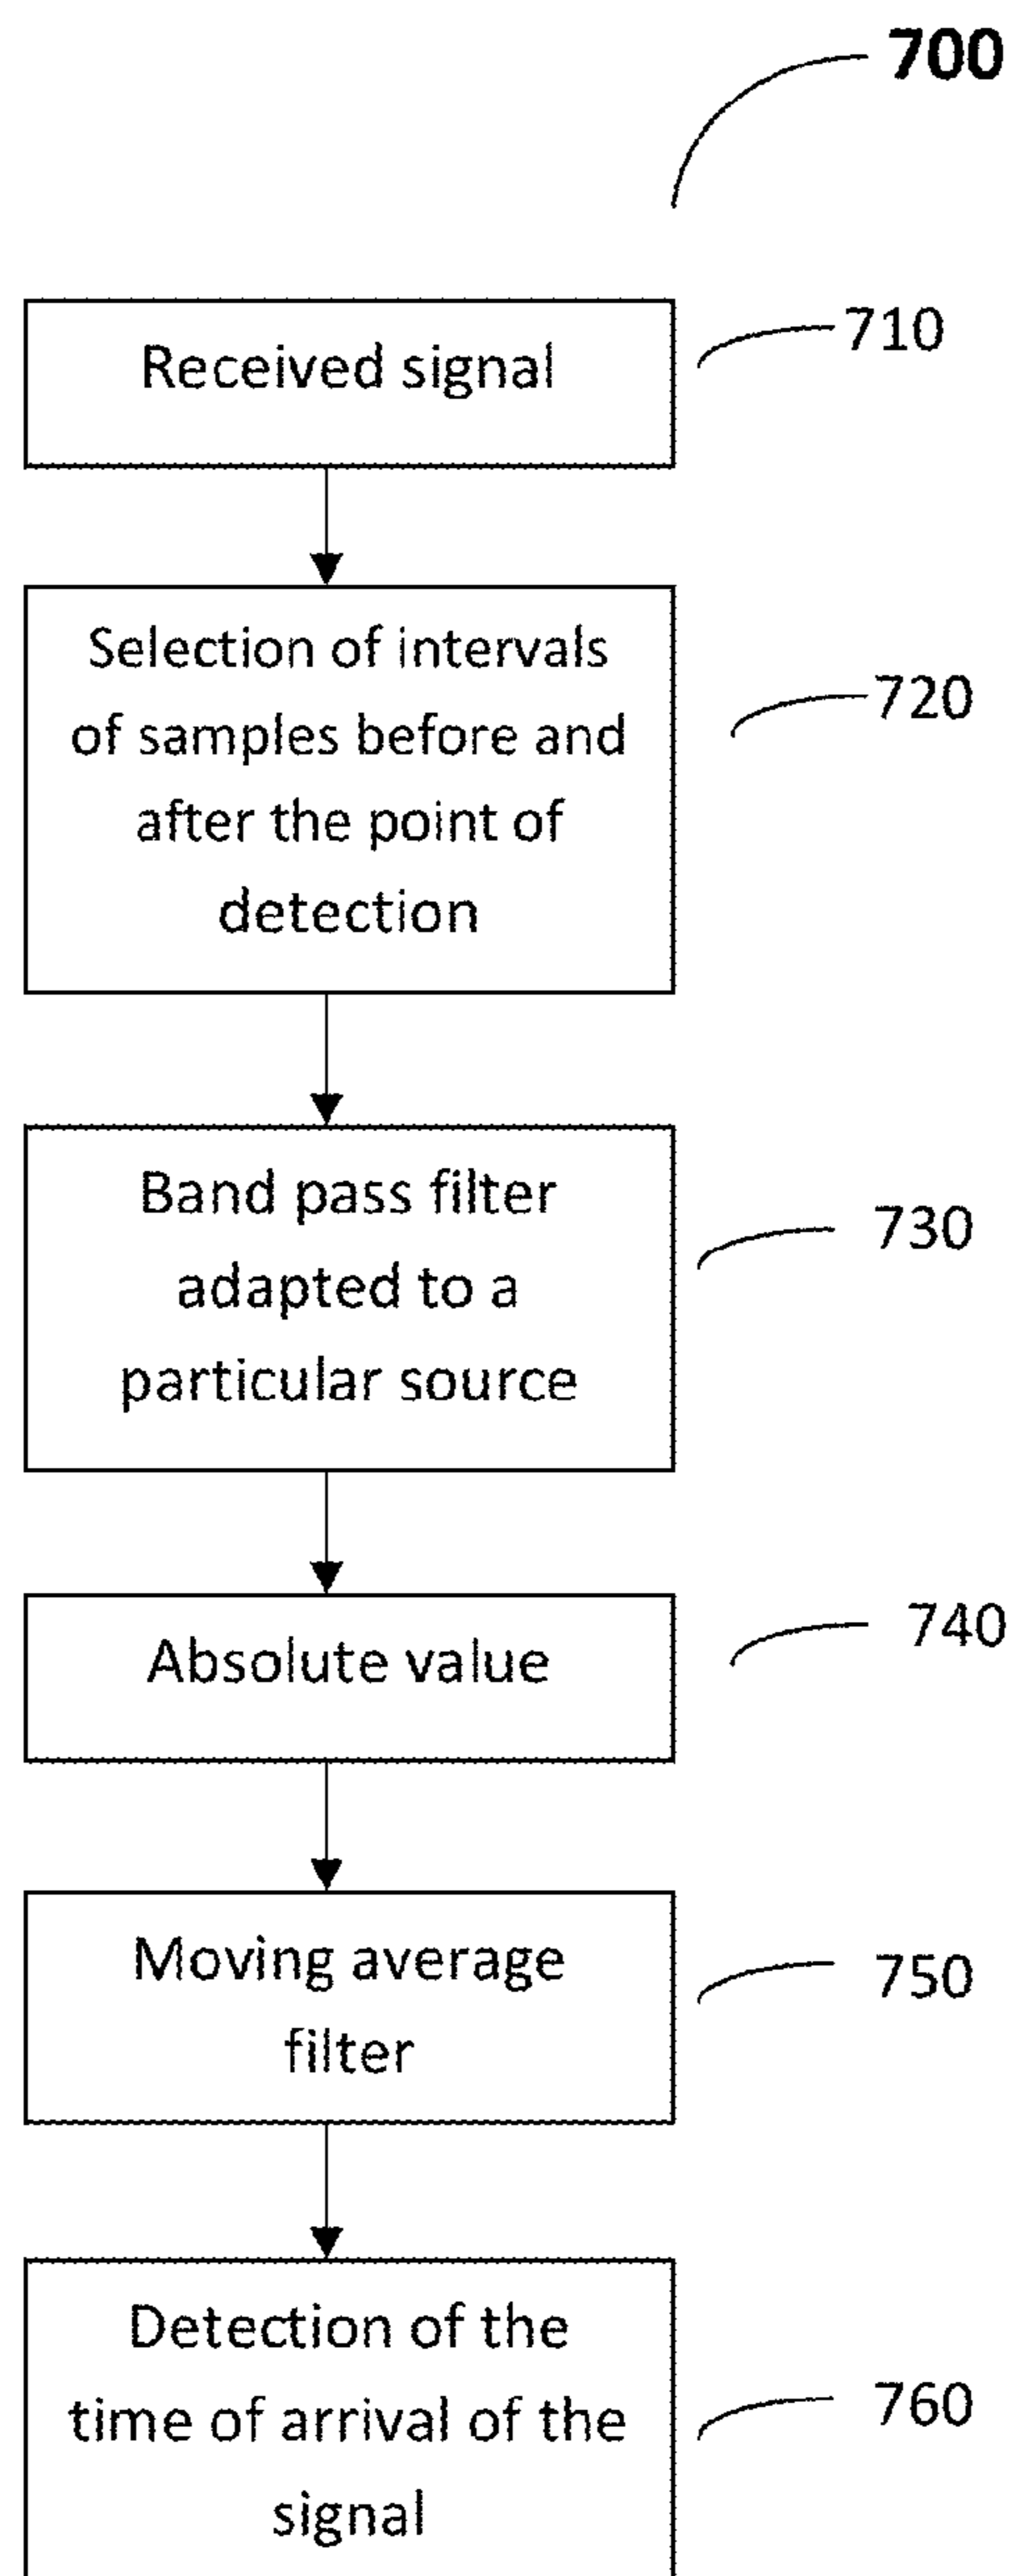 700
Received signal
710
Selection of intervals
of samples before and
after the point of
detection
720
Band pass filter
adapted to a
particular source
730
Absolute value
740
Moving average
filter
750
Detection of the
time of arrival of the
signal
760